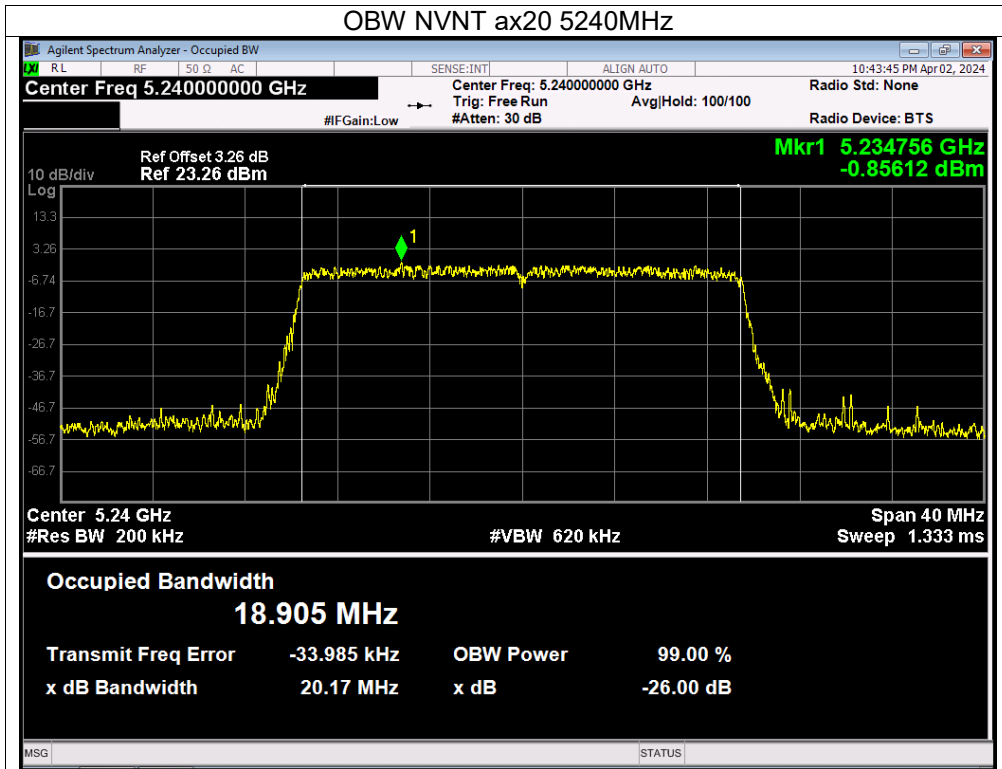 OBW NVNT ax20 5240MHz
Agilent Spectrum Analyzer - Occupied BW
LXI RL RF 50 Ω AC SENSE:INT ALIGN AUTO 10:43:45 PM Apr 02, 2024
Center Freq 5.240000000 GHz Center Freq: 5.240000000 GHz Radio Std: None
Trig: Free Run Avg|Hold: 100/100
#IFGain:Low #Atten: 30 dB Radio Device: BTS
Mkr1 5.234756 GHz
-0.85612 dBm
Ref Offset 3.26 dB
10 dB/div Ref 23.26 dBm
Log
13.3
1
3.26
-6.74
-16.7
-26.7
-36.7
-46.7
-56.7
-66.7
Center 5.24 GHz Span 40 MHz
#Res BW 200 kHz #VBW 620 kHz Sweep 1.333 ms
Occupied Bandwidth
18.905 MHz
Transmit Freq Error -33.985 kHz OBW Power 99.00 %
x dB Bandwidth 20.17 MHz x dB -26.00 dB
MSG STATUS